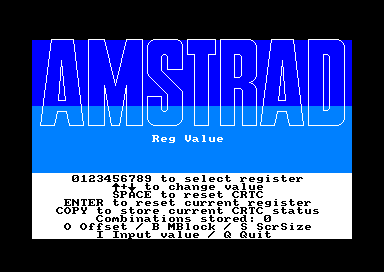 AMSTRAD
Reg Value
0123456789 to select register
↑+↓ to change value
SPACE to reset CRTC
ENTER to reset current register
COPY to store current CRTC status
Combinations stored: 0
O Offset / B MBlock / S ScrSize
I Input value / Q Quit